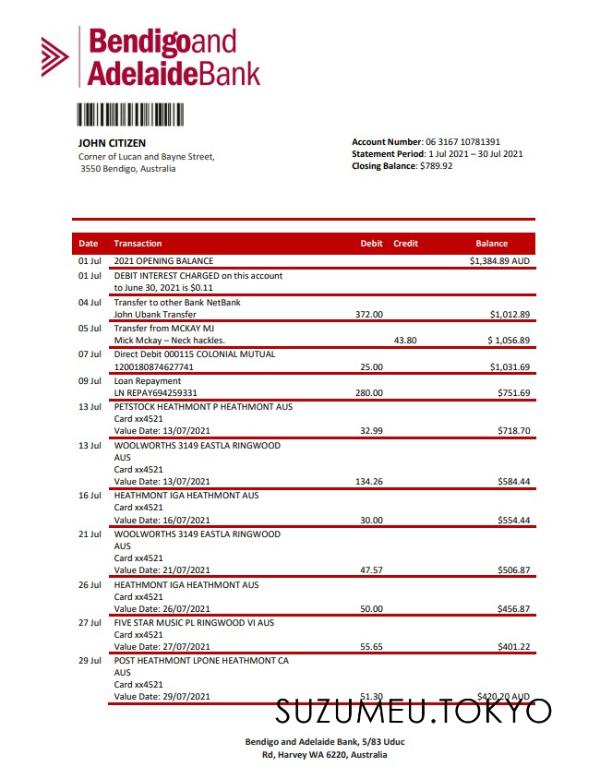 Bendigo and
Adelaide Bank
JOHN CITIZEN
Corner of Lucan and Bayne Street,
3550 Bendigo, Australia
Account Number: 06 3167 10781391
Statement Period: 1 Jul 2021 – 30 Jul 2021
Closing Balance: $789.92
Date Transaction Debit Credit Balance
01 Jul 2021 OPENING BALANCE $1,384.89 AUD
01 Jul DEBIT INTEREST CHARGED on this account
to June 30, 2021 is $0.11
04 Jul Transfer to other Bank NetBank
John Ubank Transfer 372.00 $1,012.89
05 Jul Transfer from MCKAY MJ
Mick Mckay – Neck hackles. 43.80 $ 1,056.89
07 Jul Direct Debit 000115 COLONIAL MUTUAL
1200180874627741 25.00 $1,031.69
09 Jul Loan Repayment
LN REPAY694259331 280.00 $751.69
13 Jul PETSTOCK HEATHMONT P HEATHMONT AUS
Card xx4521
Value Date: 13/07/2021 32.99 $718.70
13 Jul WOOLWORTHS 3149 EASTLA RINGWOOD
AUS
Card xx4521
Value Date: 13/07/2021 134.26 $584.44
16 Jul HEATHMONT IGA HEATHMONT AUS
Card xx4521
Value Date: 16/07/2021 30.00 $554.44
21 Jul WOOLWORTHS 3149 EASTLA RINGWOOD
AUS
Card xx4521
Value Date: 21/07/2021 47.57 $506.87
26 Jul HEATHMONT IGA HEATHMONT AUS
Card xx4521
Value Date: 26/07/2021 50.00 $456.87
27 Jul FIVE STAR MUSIC PL RINGWOOD VI AUS
Card xx4521
Value Date: 27/07/2021 55.65 $401.22
29 Jul POST HEATHMONT LPONE HEATHMONT CA
AUS
Card xx4521
Value Date: 29/07/2021 51.30 $420.20 AUD
SUZUMEU.TOKYO
Bendigo and Adelaide Bank, 5/83 Uduc
Rd, Harvey WA 6220, Australia